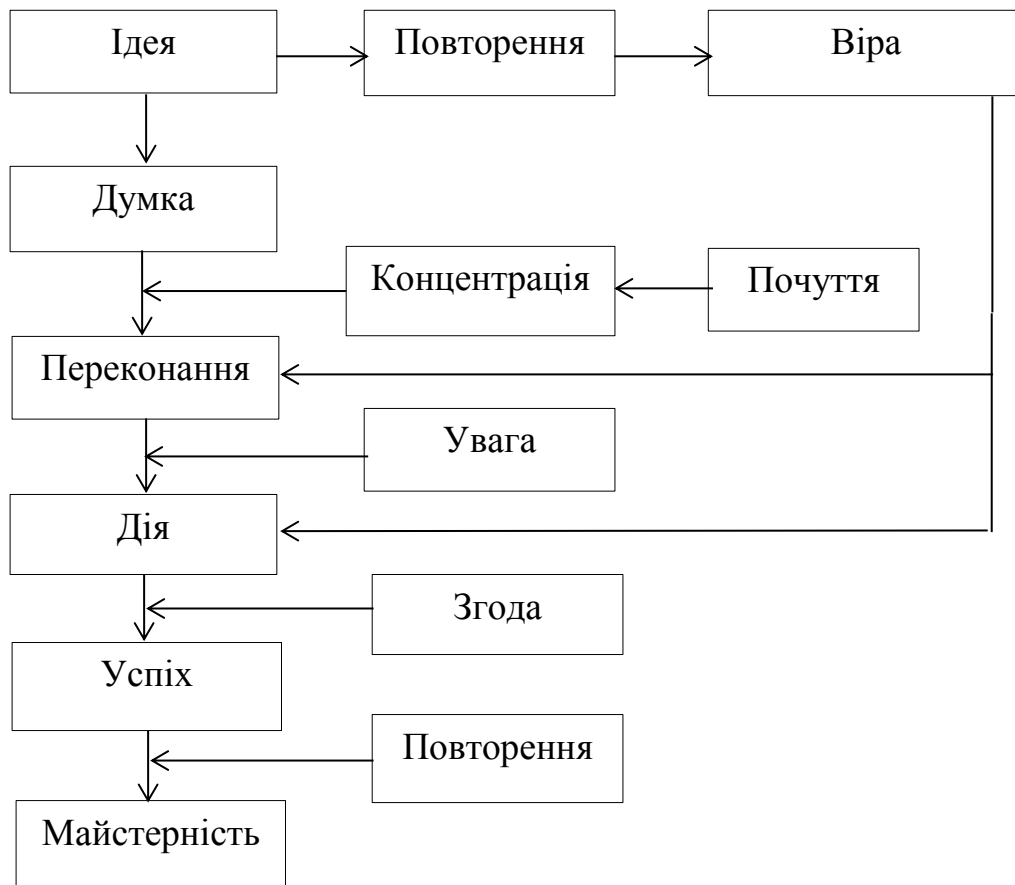 Ідея
Повторення
Віра
Думка
Концентрація
Почуття
Переконання
Увага
Дія
Згода
Успіх
Повторення
Майстерність